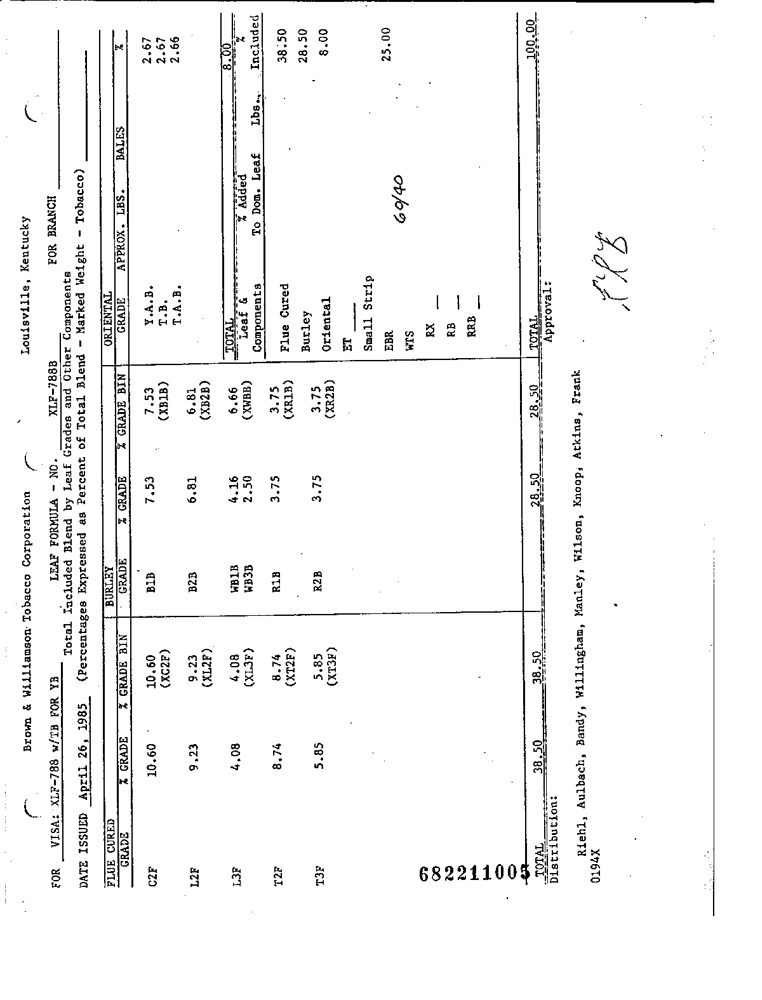 Brown & Williamson Tobacco Corporation Louisville, Kentucky
FOR VISA: XLF-788 w/TB FOR YB LEAF FORMULA - NO. XLF-788B FOR BRANCH
Total Included Blend by Leaf Grades and Other Components
DATE ISSUED April 26, 1985 (Percentages Expressed as Percent of Total Blend - Marked Weight - Tobacco)
FLUE CURED BURLEY ORIENTAL
GRADE % GRADE % GRADE BIN GRADE % GRADE % GRADE BIN GRADE APPROX. LBS. BALES %
C2F 10.60 10.60 B1B 7.53 7.53 Y.A.B. 2.67
(XC2F) (XB1B) T.B. 2.67
T.A.B. 2.66
L2F 9.23 9.23 B2B 6.81 6.81
(XL2F) (XB2B)
TOTAL 8.00
L3F 4.08 4.08 WB1B 4.16 6.66 Leaf & % Added %
(XL3F) WB3B 2.50 (XWBB) Components To Dom. Leaf Lbs. Included
T2F 8.74 8.74 R1B 3.75 3.75 Flue Cured 38.50
(XT2F) (XR1B) Burley 28.50
T3F 5.85 5.85 R2B 3.75 3.75 Oriental 8.00
(XT3F) (XR2B) ET
Small Strip
EBR 25.00
WTS 60/40
RX —
RB —
RRB —
682211005
TOTAL 38.50 38.50 28.50 28.50 TOTAL 100.00
Distribution: Approval:
Riehl, Aulbach, Bandy, Willingham, Manley, Wilson, Knoop, Atkins, Frank
0194X